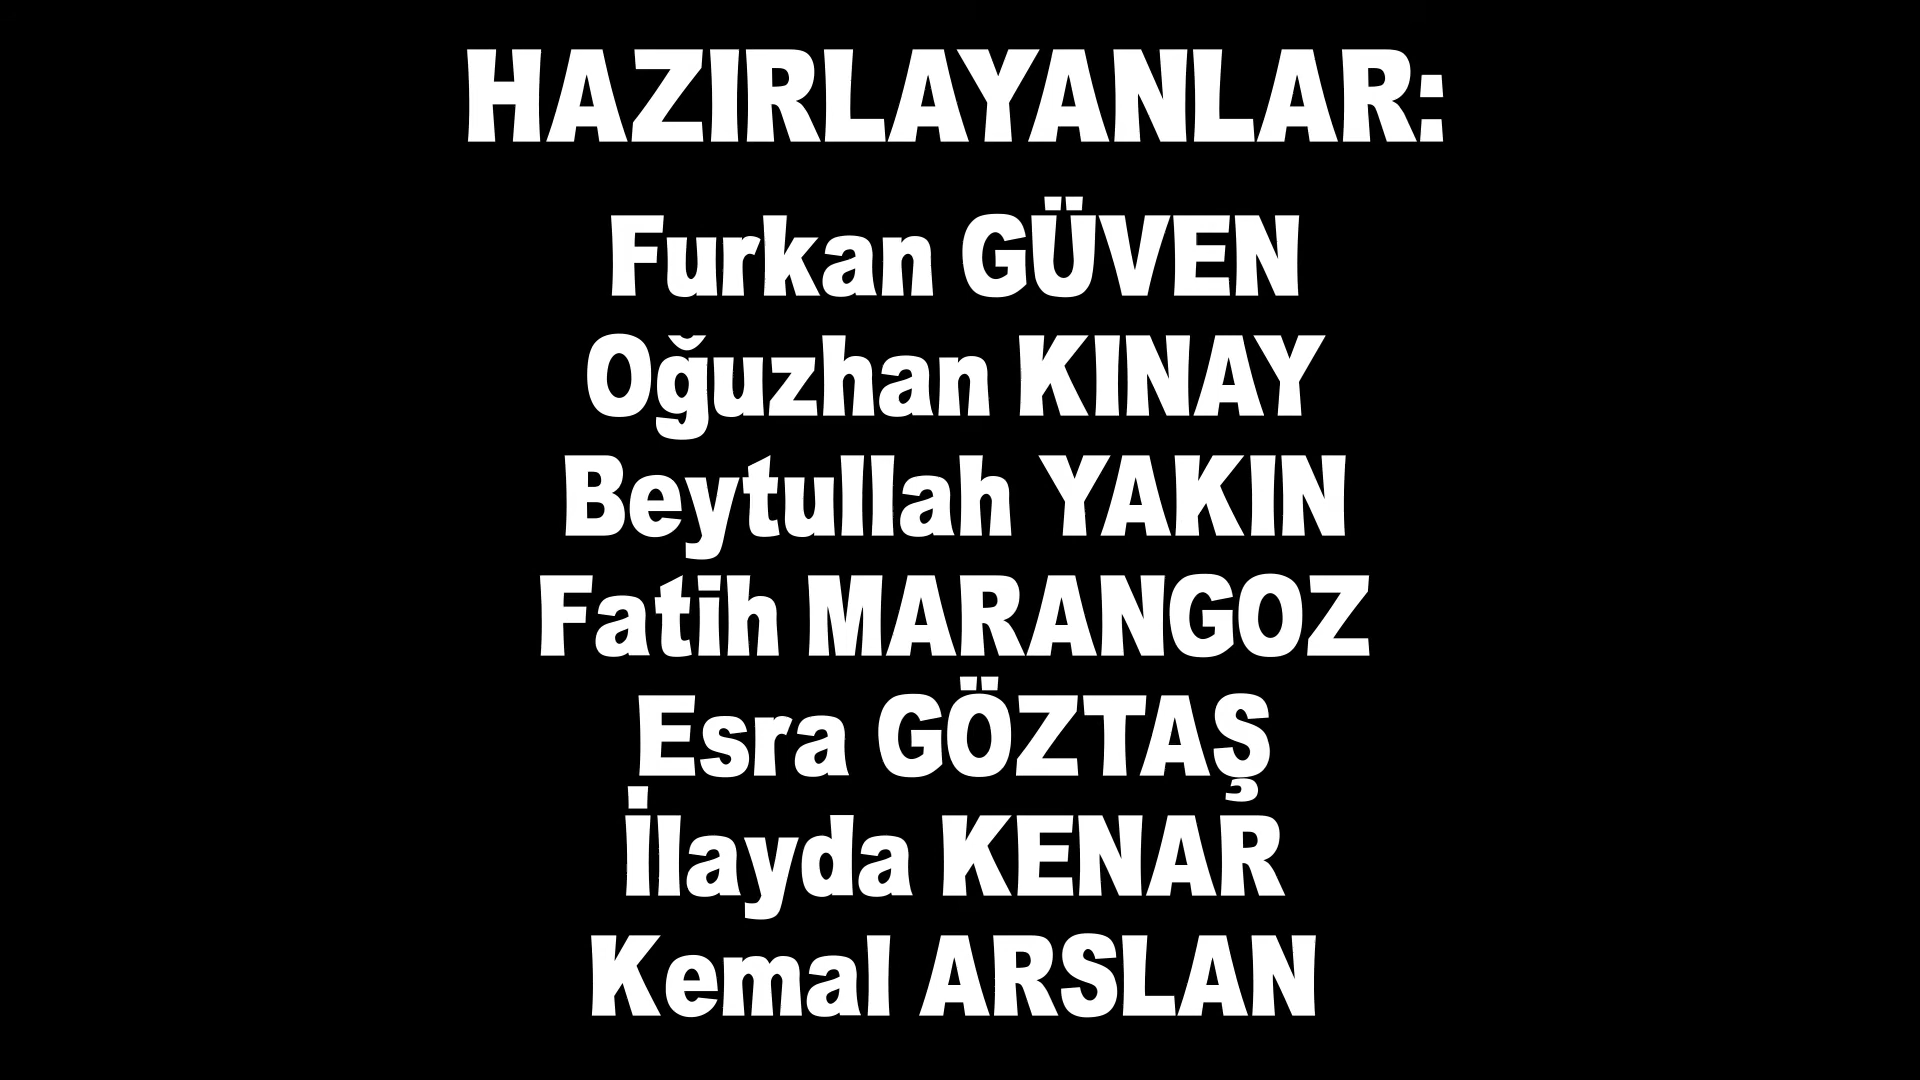 HAZIRLAYANLAR:
Furkan GÜVEN
Oğuzhan KINAY
Beytullah YAKIN
Fatih MARANGOZ
Esra GÖZTAŞ
İlayda KENAR
Kemal ARSLAN